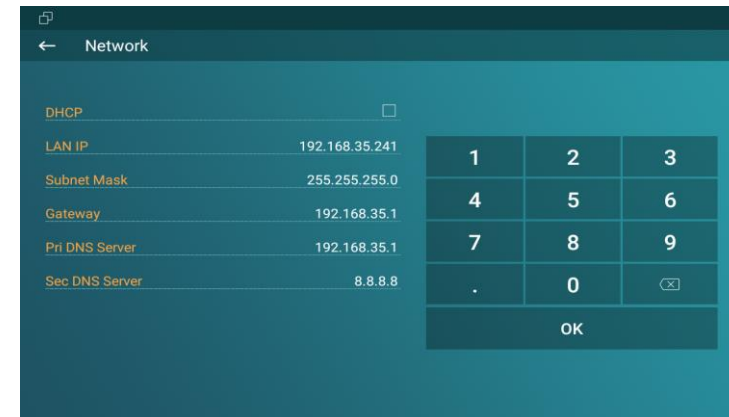 Network
DHCP
LAN IP 192.168.35.241
Subnet Mask 255.255.255.0
Gateway 192.168.35.1
Pri DNS Server 192.168.35.1
Sec DNS Server 8.8.8.8
1 2 3
4 5 6
7 8 9
. 0
OK